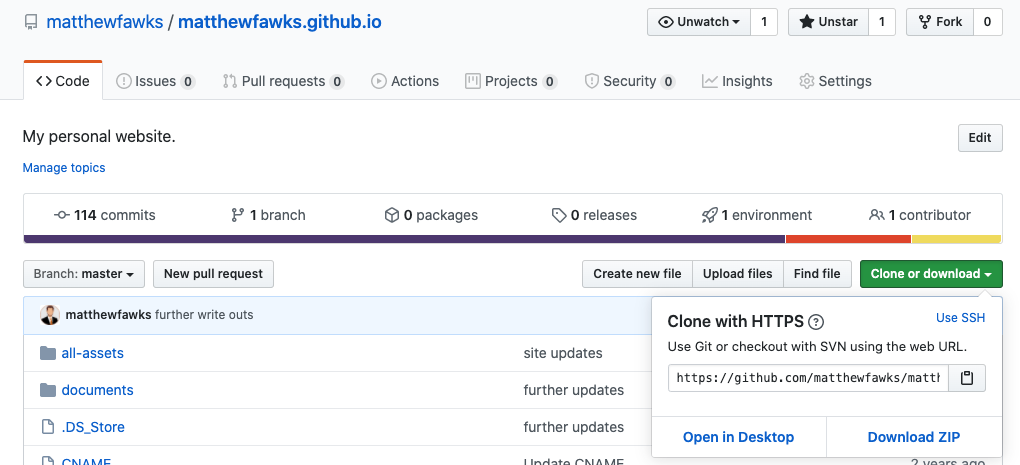 matthewfawks / matthewfawks.github.io
Unwatch 1 Unstar 1 Fork 0
Code Issues 0 Pull requests 0 Actions Projects 0 Security 0 Insights Settings
My personal website.
Edit
Manage topics
114 commits 1 branch 0 packages 0 releases 1 environment 1 contributor
Branch: master New pull request Create new file Upload files Find file Clone or download
matthewfawks further write outs
Clone with HTTPS ? Use SSH
Use Git or checkout with SVN using the web URL.
https://github.com/matthewfawks/matth
Open in Desktop Download ZIP
all-assets site updates
documents further updates
.DS_Store further updates
CNAME Update CNAME 2 years ago